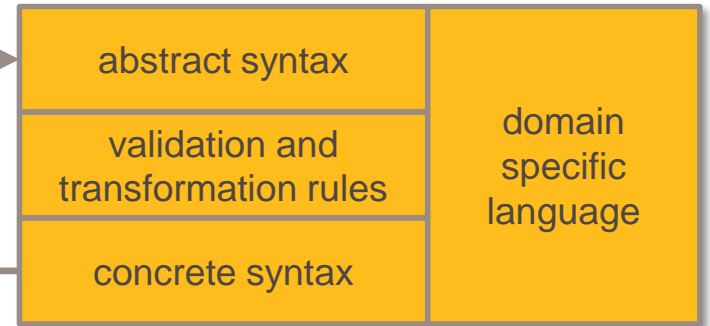 abstract syntax
validation and
transformation rules
concrete syntax
domain
specific
language